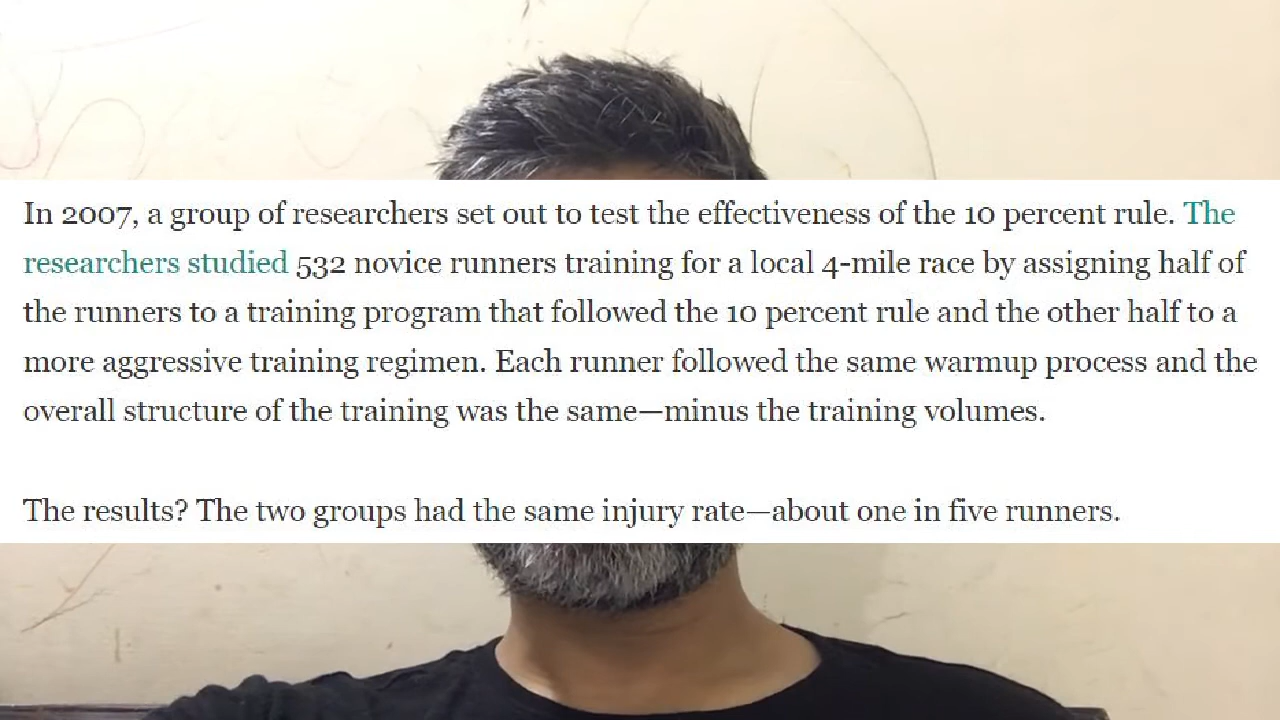 In 2007, a group of researchers set out to test the effectiveness of the 10 percent rule. The
researchers studied 532 novice runners training for a local 4-mile race by assigning half of
the runners to a training program that followed the 10 percent rule and the other half to a
more aggressive training regimen. Each runner followed the same warmup process and the
overall structure of the training was the same—minus the training volumes.
The results? The two groups had the same injury rate—about one in five runners.